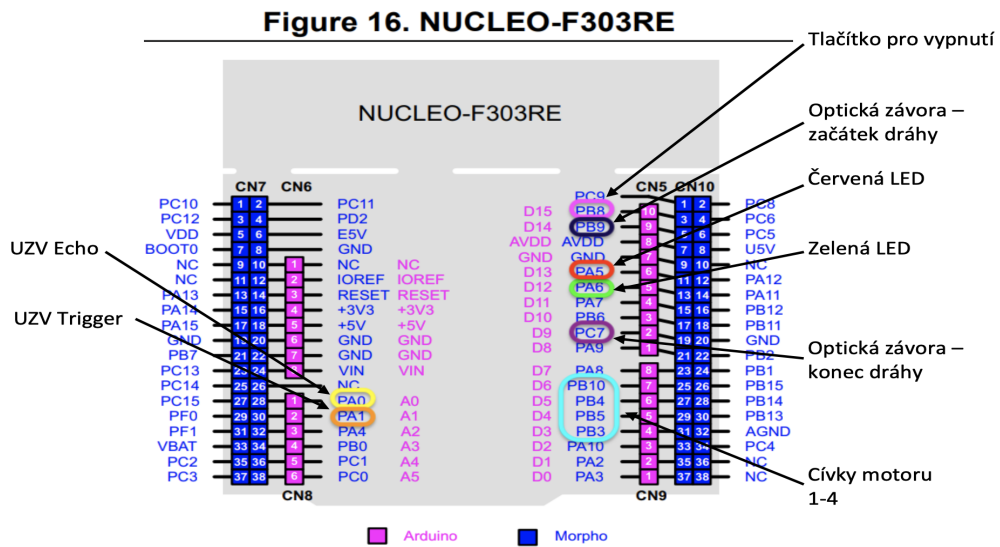 Figure 16. NUCLEO-F303RE
Tlačítko pro vypnutí
NUCLEO-F303RE
Optická závora –
začátek dráhy
Červená LED
Zelená LED
Optická závora –
konec dráhy
Cívky motoru
1-4
UZV Echo
UZV Trigger
CN7 CN6
PC10 1 2 PC11
PC12 3 4 PD2
VDD 5 6 E5V
BOOT0 7 8 GND
NC 9 10 1 NC NC
NC 11 12 2 IOREF IOREF
PA13 13 14 3 RESET RESET
PA14 15 16 4 +3V3 +3V3
PA15 17 18 5 +5V +5V
GND 19 20 6 GND GND
PB7 21 22 7 GND GND
PC13 23 24 8 VIN VIN
PC14 25 26 NC
PC15 27 28 1 PA0 A0
PF0 29 30 2 PA1 A1
PF1 31 32 3 PA4 A2
VBAT 33 34 4 PB0 A3
PC2 35 36 5 PC1 A4
PC3 37 38 6 PC0 A5
CN8
CN5 CN10
PC9 1 2 PC8
D15 PB8 10 3 4 PC6
D14 PB9 9 5 6 PC5
AVDD AVDD 8 7 8 U5V
GND GND 7 9 10 NC
D13 PA5 6 11 12 PA12
D12 PA6 5 13 14 PA11
D11 PA7 4 15 16 PB12
D10 PB6 3 17 18 PB11
D9 PC7 2 19 20 GND
D8 PA9 1 21 22 PB2
D7 PA8 8 23 24 PB1
D6 PB10 7 25 26 PB15
D5 PB4 6 27 28 PB14
D4 PB5 5 29 30 PB13
D3 PB3 4 31 32 AGND
D2 PA10 3 33 34 PC4
D1 PA2 2 35 36 NC
D0 PA3 1 37 38 NC
CN9
Arduino Morpho